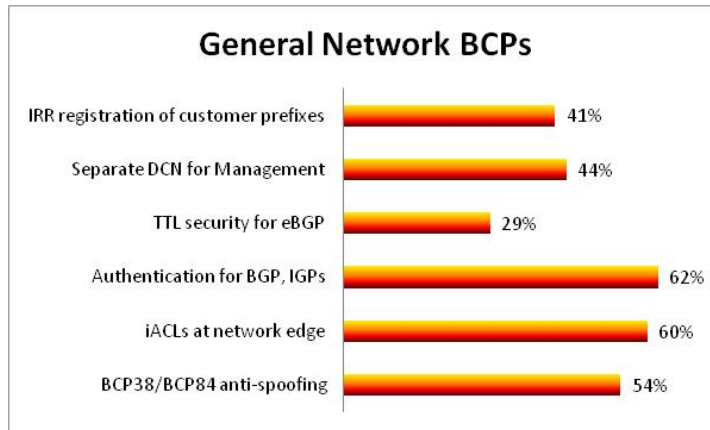 General Network BCPs
IRR registration of customer prefixes 41%
Separate DCN for Management 44%
TTL security for eBGP 29%
Authentication for BGP, IGPs 62%
iACLs at network edge 60%
BCP38/BCP84 anti-spoofing 54%